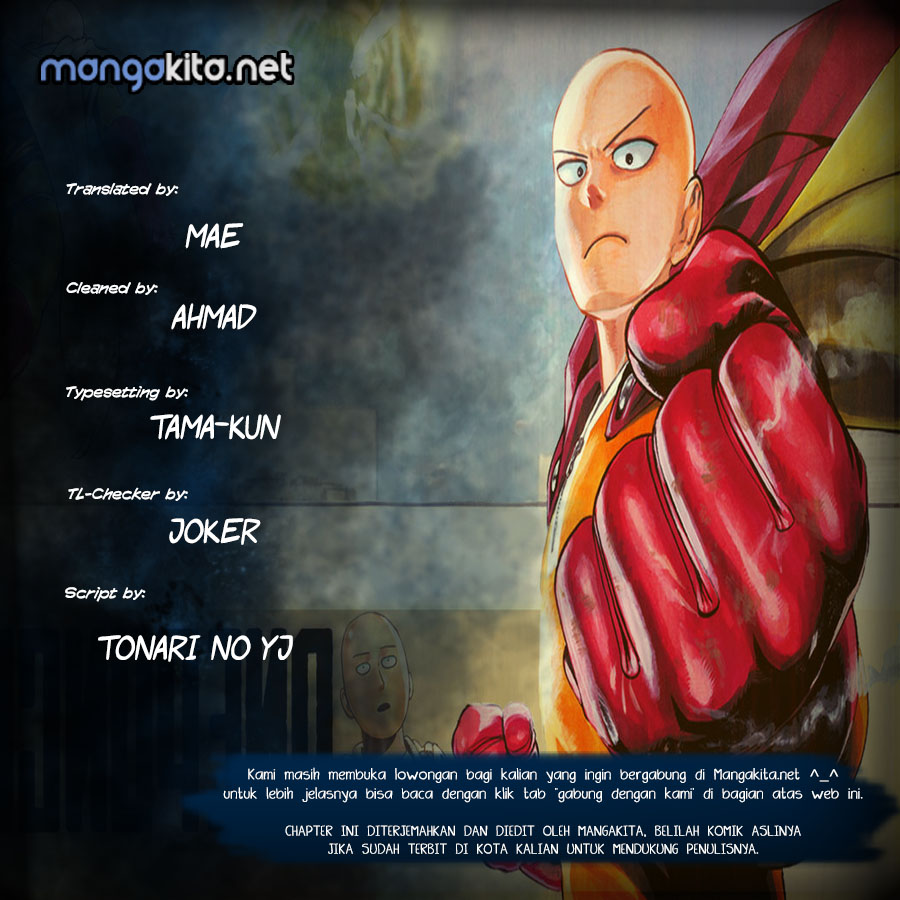 mangakita.net
Translated by:
MAE
Cleaned by:
AHMAD
Typesetting by:
TAMA-KUN
TL-Checker by:
JOKER
Script by:
TONARI NO YJ
Kami masih membuka lowongan bagi kalian yang ingin bergabung di Mangakita.net ^_^
untuk lebih jelasnya bisa baca dengan klik tab "gabung dengan kami" di bagian atas web ini.
CHAPTER INI DITERJEMAHKAN DAN DIEDIT OLEH MANGAKITA, BELILAH KOMIK ASLINYA
JIKA SUDAH TERBIT DI KOTA KALIAN UNTUK MENDUKUNG PENULISNYA.